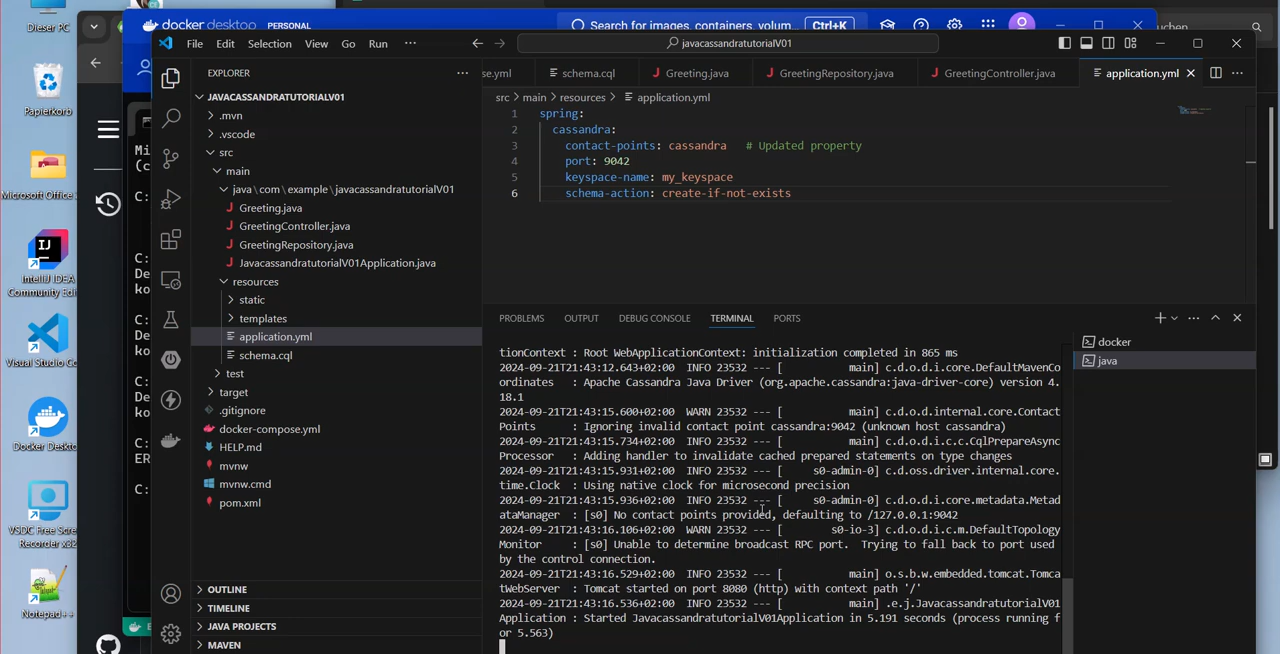 Dieser PC
Papierkorb
Microsoft Office
IntelliJ IDEA
Community Edi
Visual Studio Co
Docker Deskto
VSDC Free Scre
Recorder x32
Notepad++
docker desktop PERSONAL
Search for images, containers, volum
Ctrl+K
uchen
Mi
(c
C:
C:
De
ko
C:
De
ko
C:
De
ko
C:
ER
C:
File Edit Selection View Go Run ···
javacassandratutorialV01
EXPLORER
JAVACASSANDRATUTORIALV01
.mvn
.vscode
src
main
java\com\example\javacassandratutorialV01
Greeting.java
GreetingController.java
GreetingRepository.java
JavacassandratutorialV01Application.java
resources
static
templates
application.yml
schema.cql
test
target
.gitignore
docker-compose.yml
HELP.md
mvnw
mvnw.cmd
pom.xml
OUTLINE
TIMELINE
JAVA PROJECTS
MAVEN
se.yml schema.cql Greeting.java GreetingRepository.java GreetingController.java application.yml
src > main > resources > application.yml
1 spring:
2 cassandra:
3 contact-points: cassandra # Updated property
4 port: 9042
5 keyspace-name: my_keyspace
6 schema-action: create-if-not-exists
PROBLEMS OUTPUT DEBUG CONSOLE TERMINAL PORTS
docker
java
tionContext : Root WebApplicationContext: initialization completed in 865 ms
2024-09-21T21:43:12.643+02:00 INFO 23532 --- [ main] c.d.o.d.i.core.DefaultMavenCo
ordinates : Apache Cassandra Java Driver (org.apache.cassandra:java-driver-core) version 4.
18.1
2024-09-21T21:43:15.600+02:00 WARN 23532 --- [ main] c.d.o.d.internal.core.Contact
Points : Ignoring invalid contact point cassandra:9042 (unknown host cassandra)
2024-09-21T21:43:15.734+02:00 INFO 23532 --- [ main] c.d.o.d.i.c.c.CqlPrepareAsync
Processor : Adding handler to invalidate cached prepared statements on type changes
2024-09-21T21:43:15.931+02:00 INFO 23532 --- [ s0-admin-0] c.d.oss.driver.internal.core.
time.Clock : Using native clock for microsecond precision
2024-09-21T21:43:15.936+02:00 INFO 23532 --- [ s0-admin-0] c.d.o.d.i.core.metadata.Metad
ataManager : [s0] No contact points provided, defaulting to /127.0.0.1:9042
2024-09-21T21:43:16.106+02:00 WARN 23532 --- [ s0-io-3] c.d.o.d.i.c.m.DefaultTopology
Monitor : [s0] Unable to determine broadcast RPC port. Trying to fall back to port used
by the control connection.
2024-09-21T21:43:16.529+02:00 INFO 23532 --- [ main] o.s.b.w.embedded.tomcat.Tomca
tWebServer : Tomcat started on port 8080 (http) with context path '/'
2024-09-21T21:43:16.536+02:00 INFO 23532 --- [ main] .e.j.JavacassandratutorialV01
Application : Started JavacassandratutorialV01Application in 5.191 seconds (process running f
or 5.563)